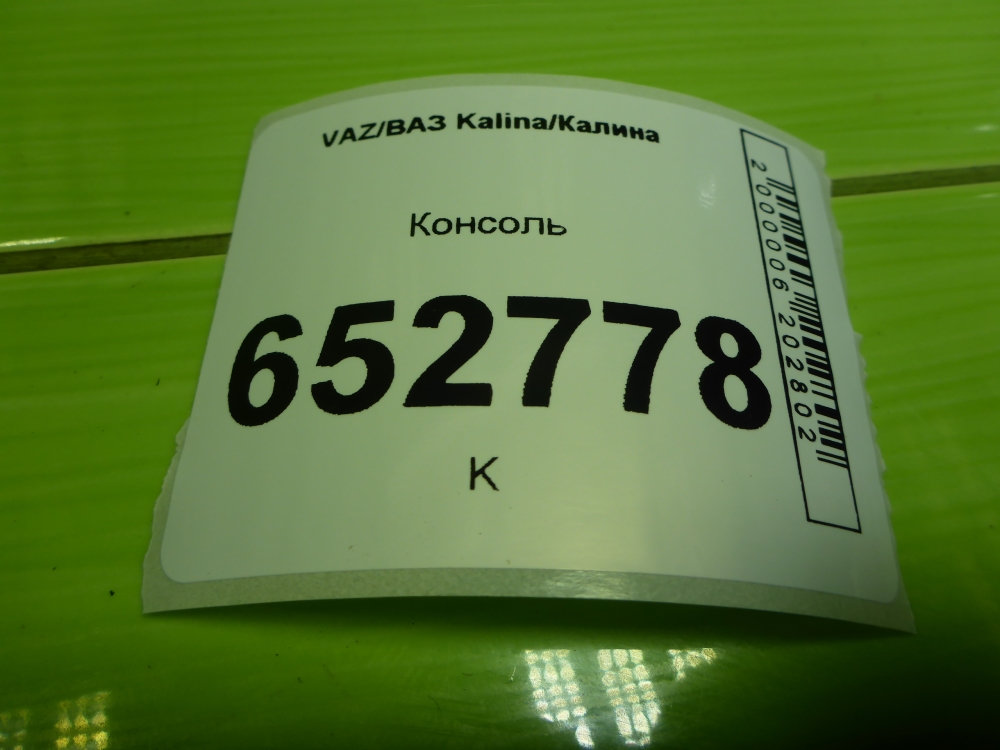 VAZ/ВАЗ Kalina/Калина
Консоль
652778
К
2000006202802